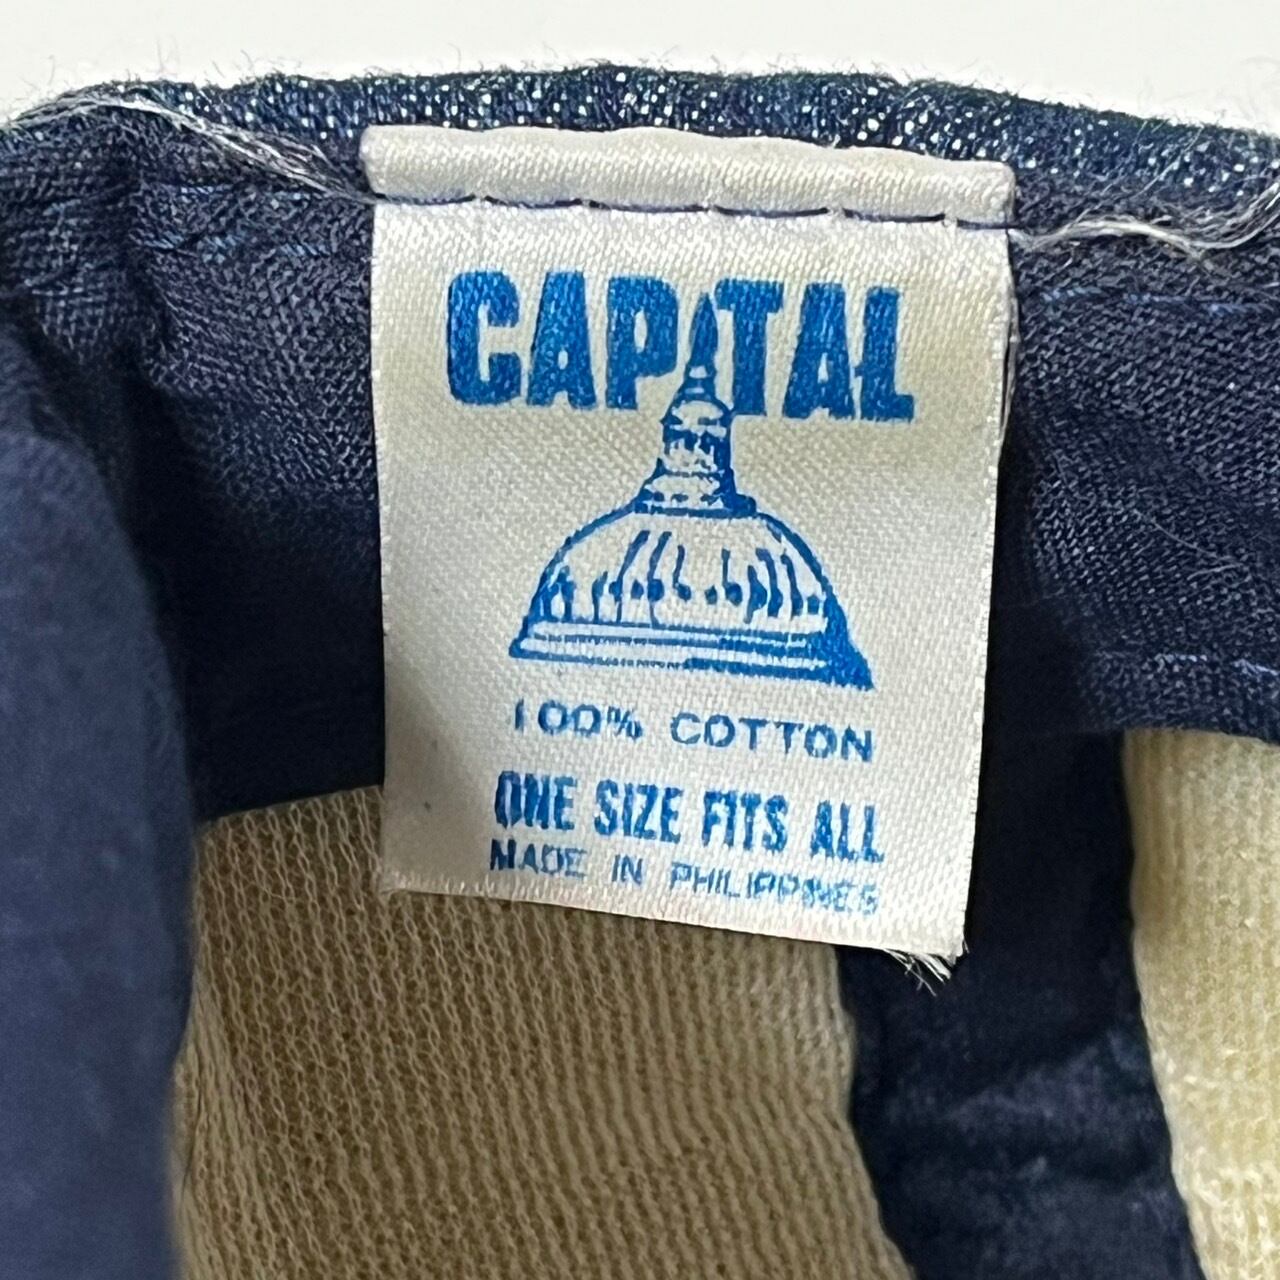 CAPITAL
100% COTTON
ONE SIZE FITS ALL
MADE IN PHILIPPINES